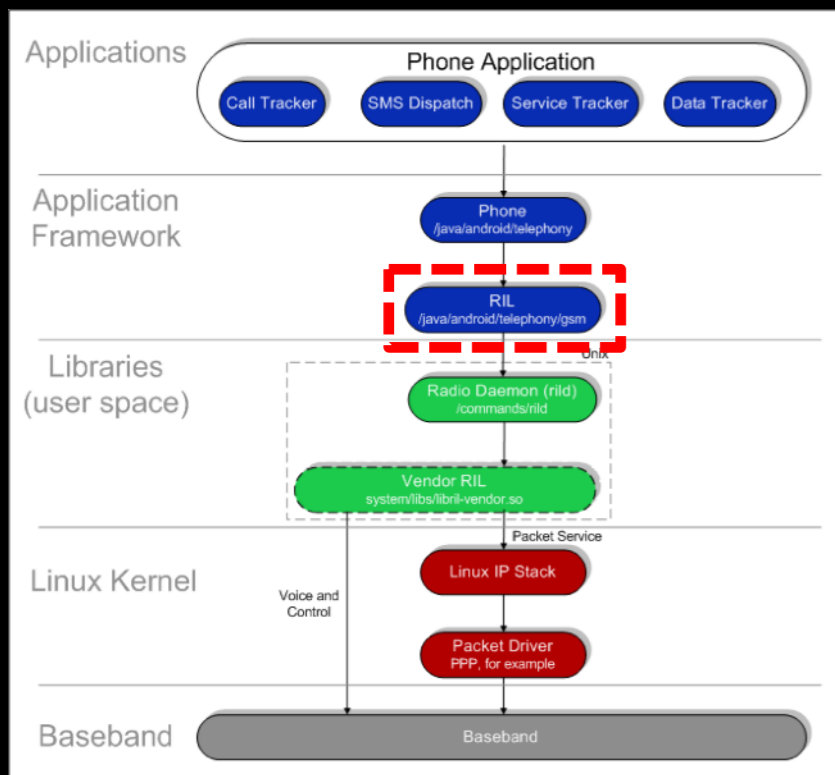 Applications
Phone Application
Call Tracker
SMS Dispatch
Service Tracker
Data Tracker
Application
Framework
Phone
/java/android/telephony
RIL
/java/android/telephony/gsm
Libraries
(user space)
Unix
Radio Daemon (rild)
/commands/rild
Vendor RIL
system/libs/libril-vendor.so
Packet Service
Linux Kernel
Linux IP Stack
Voice and
Control
Packet Driver
PPP, for example
Baseband
Baseband